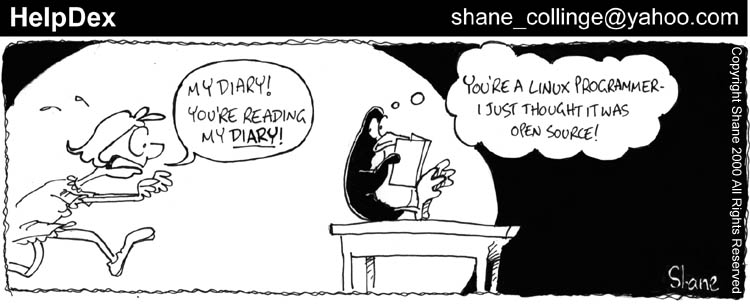 HelpDex
shane_collinge@yahoo.com
MY DIARY!
YOU'RE READING
MY DIARY!
YOU'RE A LINUX PROGRAMMER-
I JUST THOUGHT IT WAS
OPEN SOURCE!
Shane
Copyright Shane 2000 All Rights Reserved